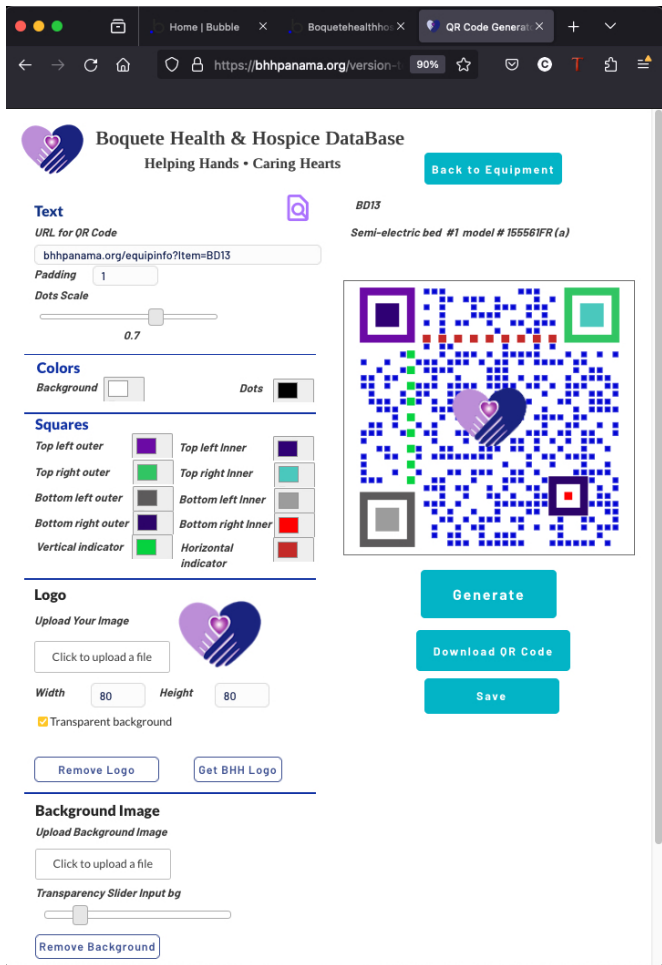 Home | Bubble
Boquetehealthhos
QR Code Generat
https://bhhpanama.org/version-t
90%
Boquete Health & Hospice DataBase
Helping Hands • Caring Hearts
Back to Equipment
Text
URL for QR Code
bhhpanama.org/equipinfo?Item=BD13
Padding 1
Dots Scale
0.7
BD13
Semi-electric bed #1 model # 155561FR (a)
Colors
Background Dots
Squares
Top left outer Top left Inner
Top right outer Top right Inner
Bottom left outer Bottom left Inner
Bottom right outer Bottom right Inner
Vertical indicator Horizontal
indicator
Logo
Upload Your Image
Click to upload a file
Width 80 Height 80
Transparent background
Remove Logo Get BHH Logo
Generate
Download QR Code
Save
Background Image
Upload Background Image
Click to upload a file
Transparency Slider Input bg
Remove Background